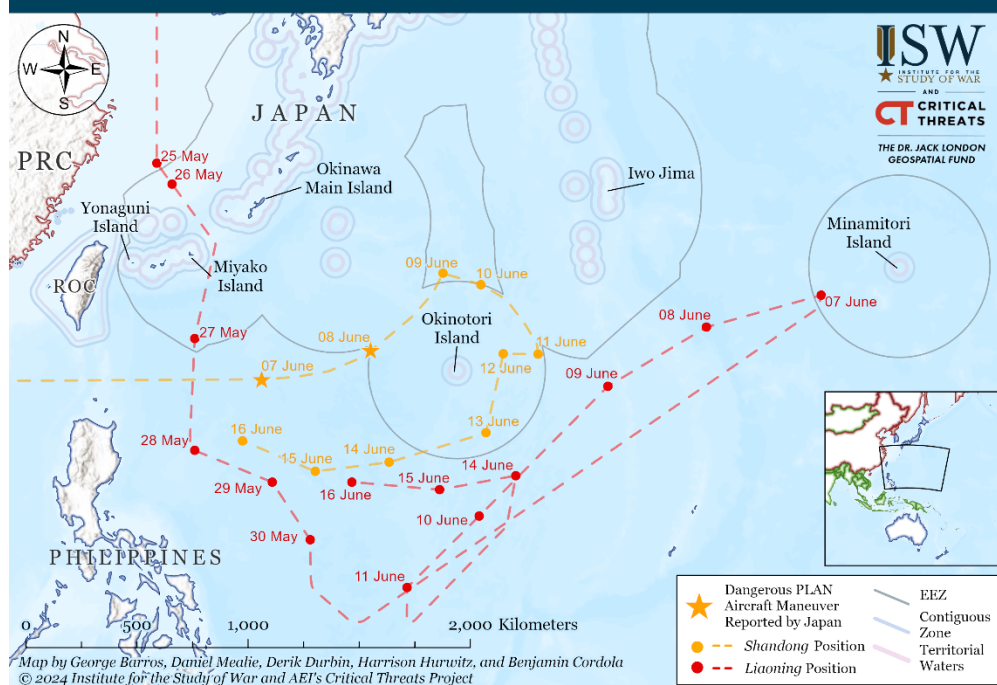 N
W
E
S
ISW
INSTITUTE FOR THE
STUDY OF WAR
AND
CT CRITICAL
THREATS
THE DR. JACK LONDON
GEOSPATIAL FUND
JAPAN
PRC
25 May
26 May
Okinawa
Main Island
Iwo Jima
Yonaguni
Island
Minamitori
Island
Miyako
Island
ROC
09 June
10 June
07 June
08 June
27 May
Okinotori
Island
08 June
11 June
07 June
12 June
09 June
16 June
13 June
28 May
14 June
15 June
14 June
29 May
16 June
15 June
10 June
30 May
PHILIPPINES
11 June
0
500
1,000
2,000 Kilometers
Dangerous PLAN
Aircraft Maneuver
Reported by Japan
Shandong Position
Liaoning Position
EEZ
Contiguous
Zone
Territorial
Waters
Map by George Barros, Daniel Mealie, Derik Durbin, Harrison Hurwitz, and Benjamin Cordola
© 2024 Institute for the Study of War and AEI's Critical Threats Project